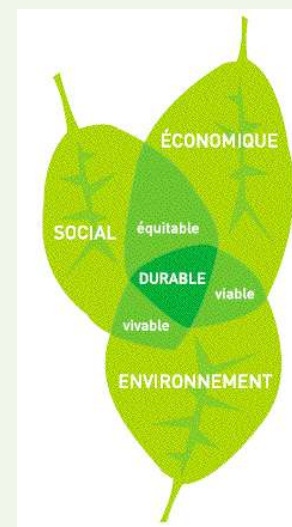 ÉCONOMIQUE
SOCIAL
équitable
DURABLE
viable
vivable
ENVIRONNEMENT